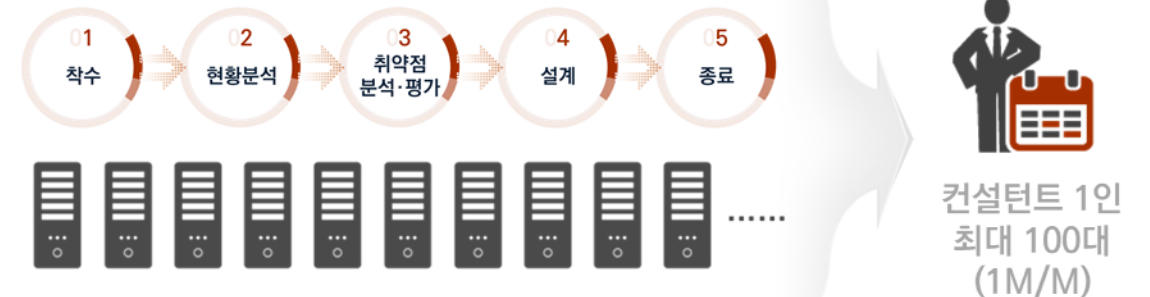 01
착수
02
현황분석
03
취약점
분석·평가
04
설계
05
종료
......
컨설턴트 1인
최대 100대
(1M/M)